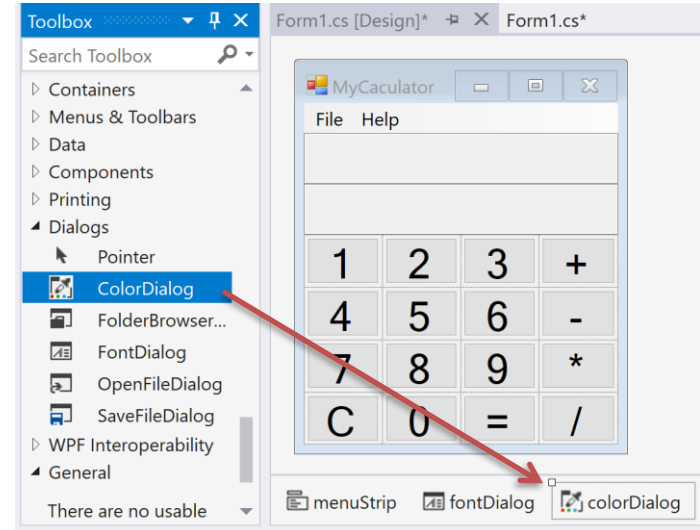 Toolbox
Search Toolbox
Containers
Menus & Toolbars
Data
Components
Printing
Dialogs
Pointer
ColorDialog
FolderBrowser...
FontDialog
OpenFileDialog
SaveFileDialog
WPF Interoperability
General
There are no usable
Form1.cs [Design]* Form1.cs*
MyCaculator
File Help
1 2 3 +
4 5 6 -
7 8 9 *
C 0 = /
menuStrip fontDialog colorDialog